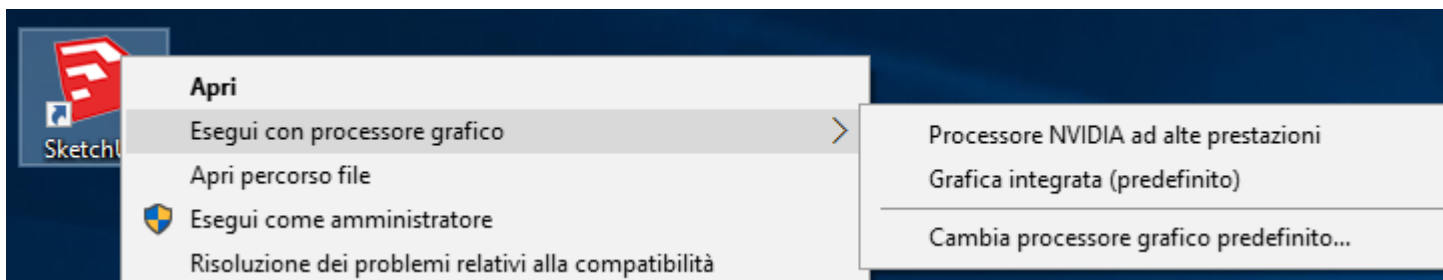 Apri
Esegui con processore grafico
Apri percorso file
Esegui come amministratore
Risoluzione dei problemi relativi alla compatibilità
Processore NVIDIA ad alte prestazioni
Grafica integrata (predefinito)
Cambia processore grafico predefinito...